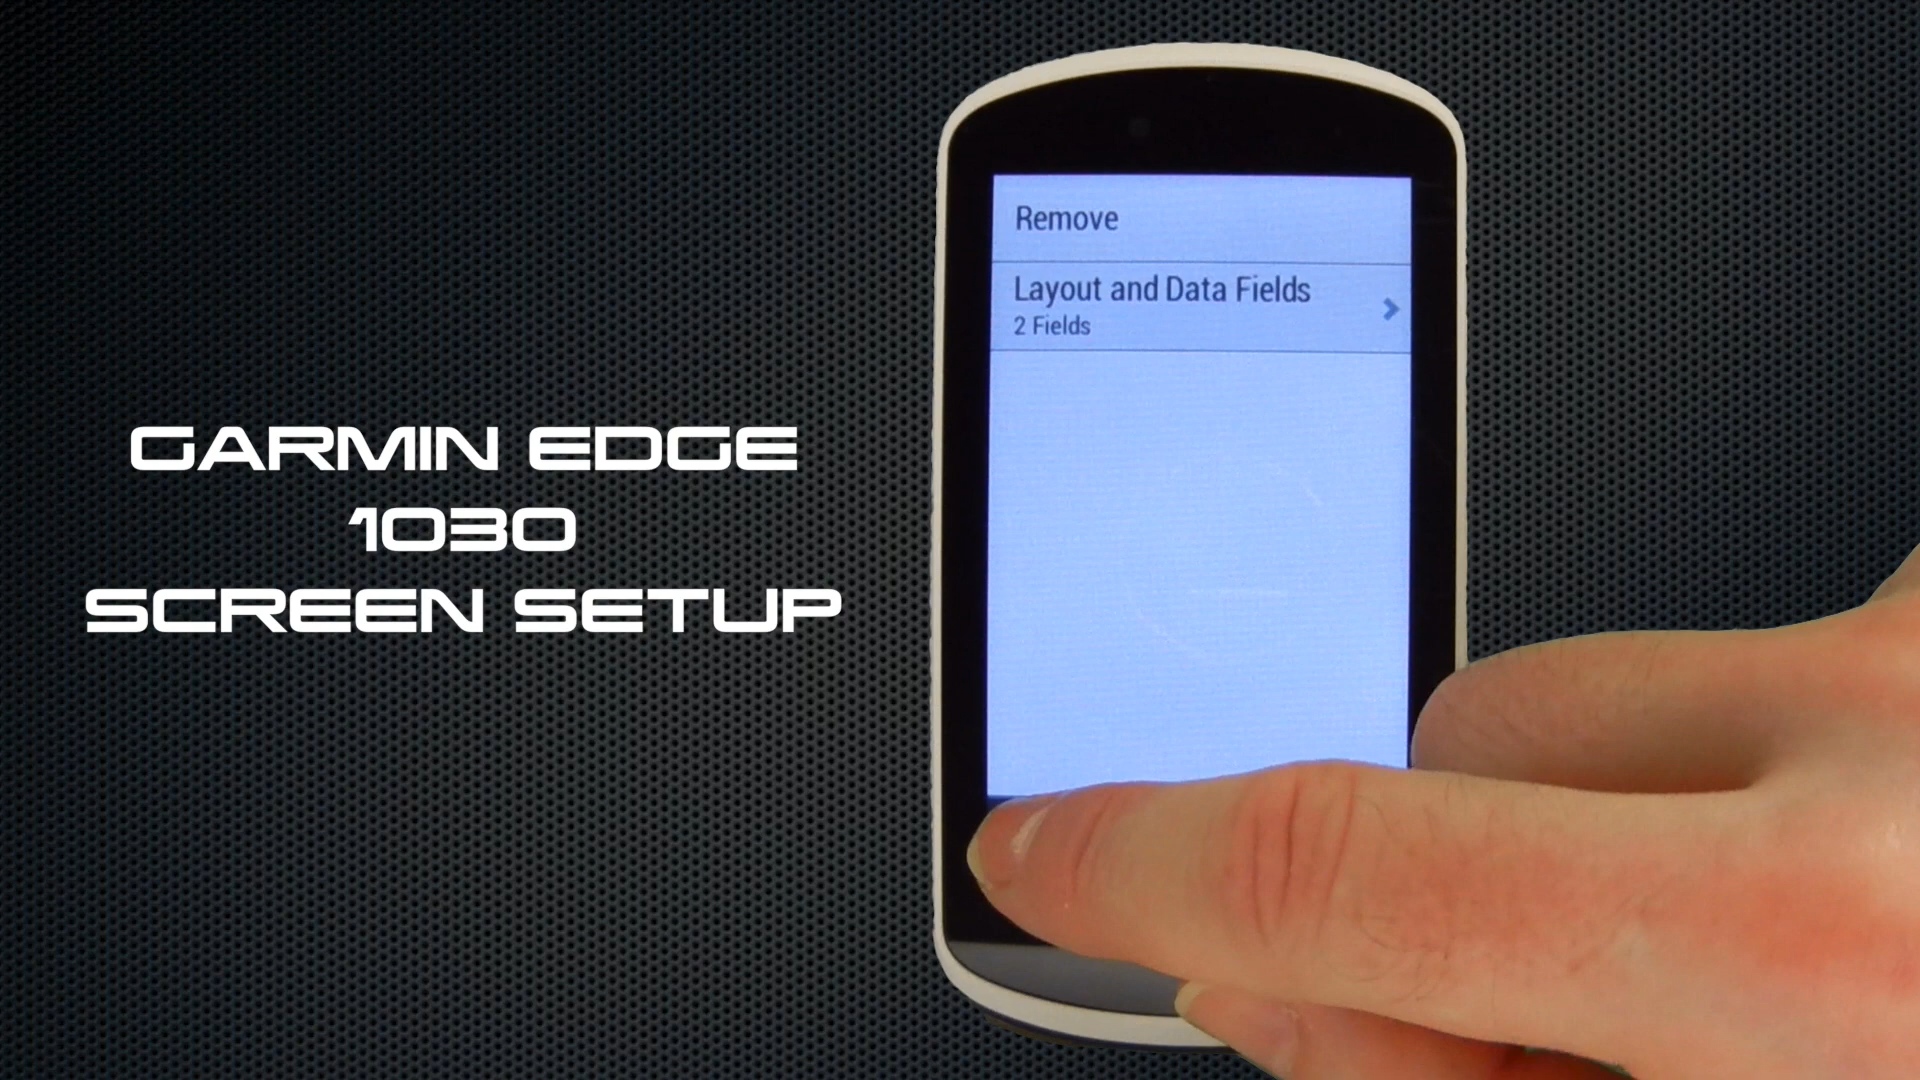 GARMIN EDGE
1030
SCREEN SETUP
Remove
Layout and Data Fields
2 Fields